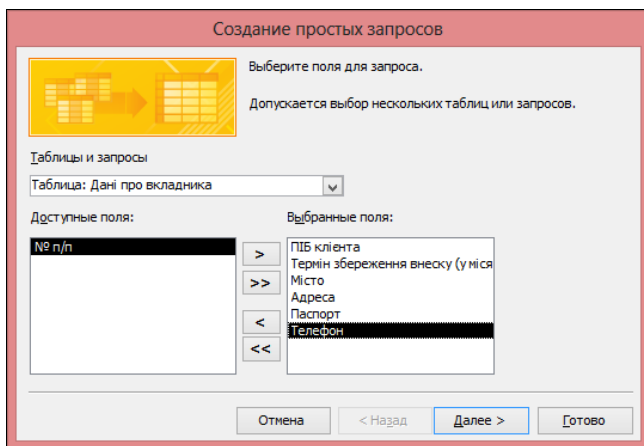 Создание простых запросов
Выберите поля для запроса.
Допускается выбор нескольких таблиц или запросов.
Таблицы и запросы
Таблица: Дані про вкладника
Доступные поля:
Выбранные поля:
№ п/п
>
>>
<
<<
ПІБ клієнта
Термін збереження внеску (у міся
Місто
Адреса
Паспорт
Телефон
Отмена
< Назад
Далее >
Готово